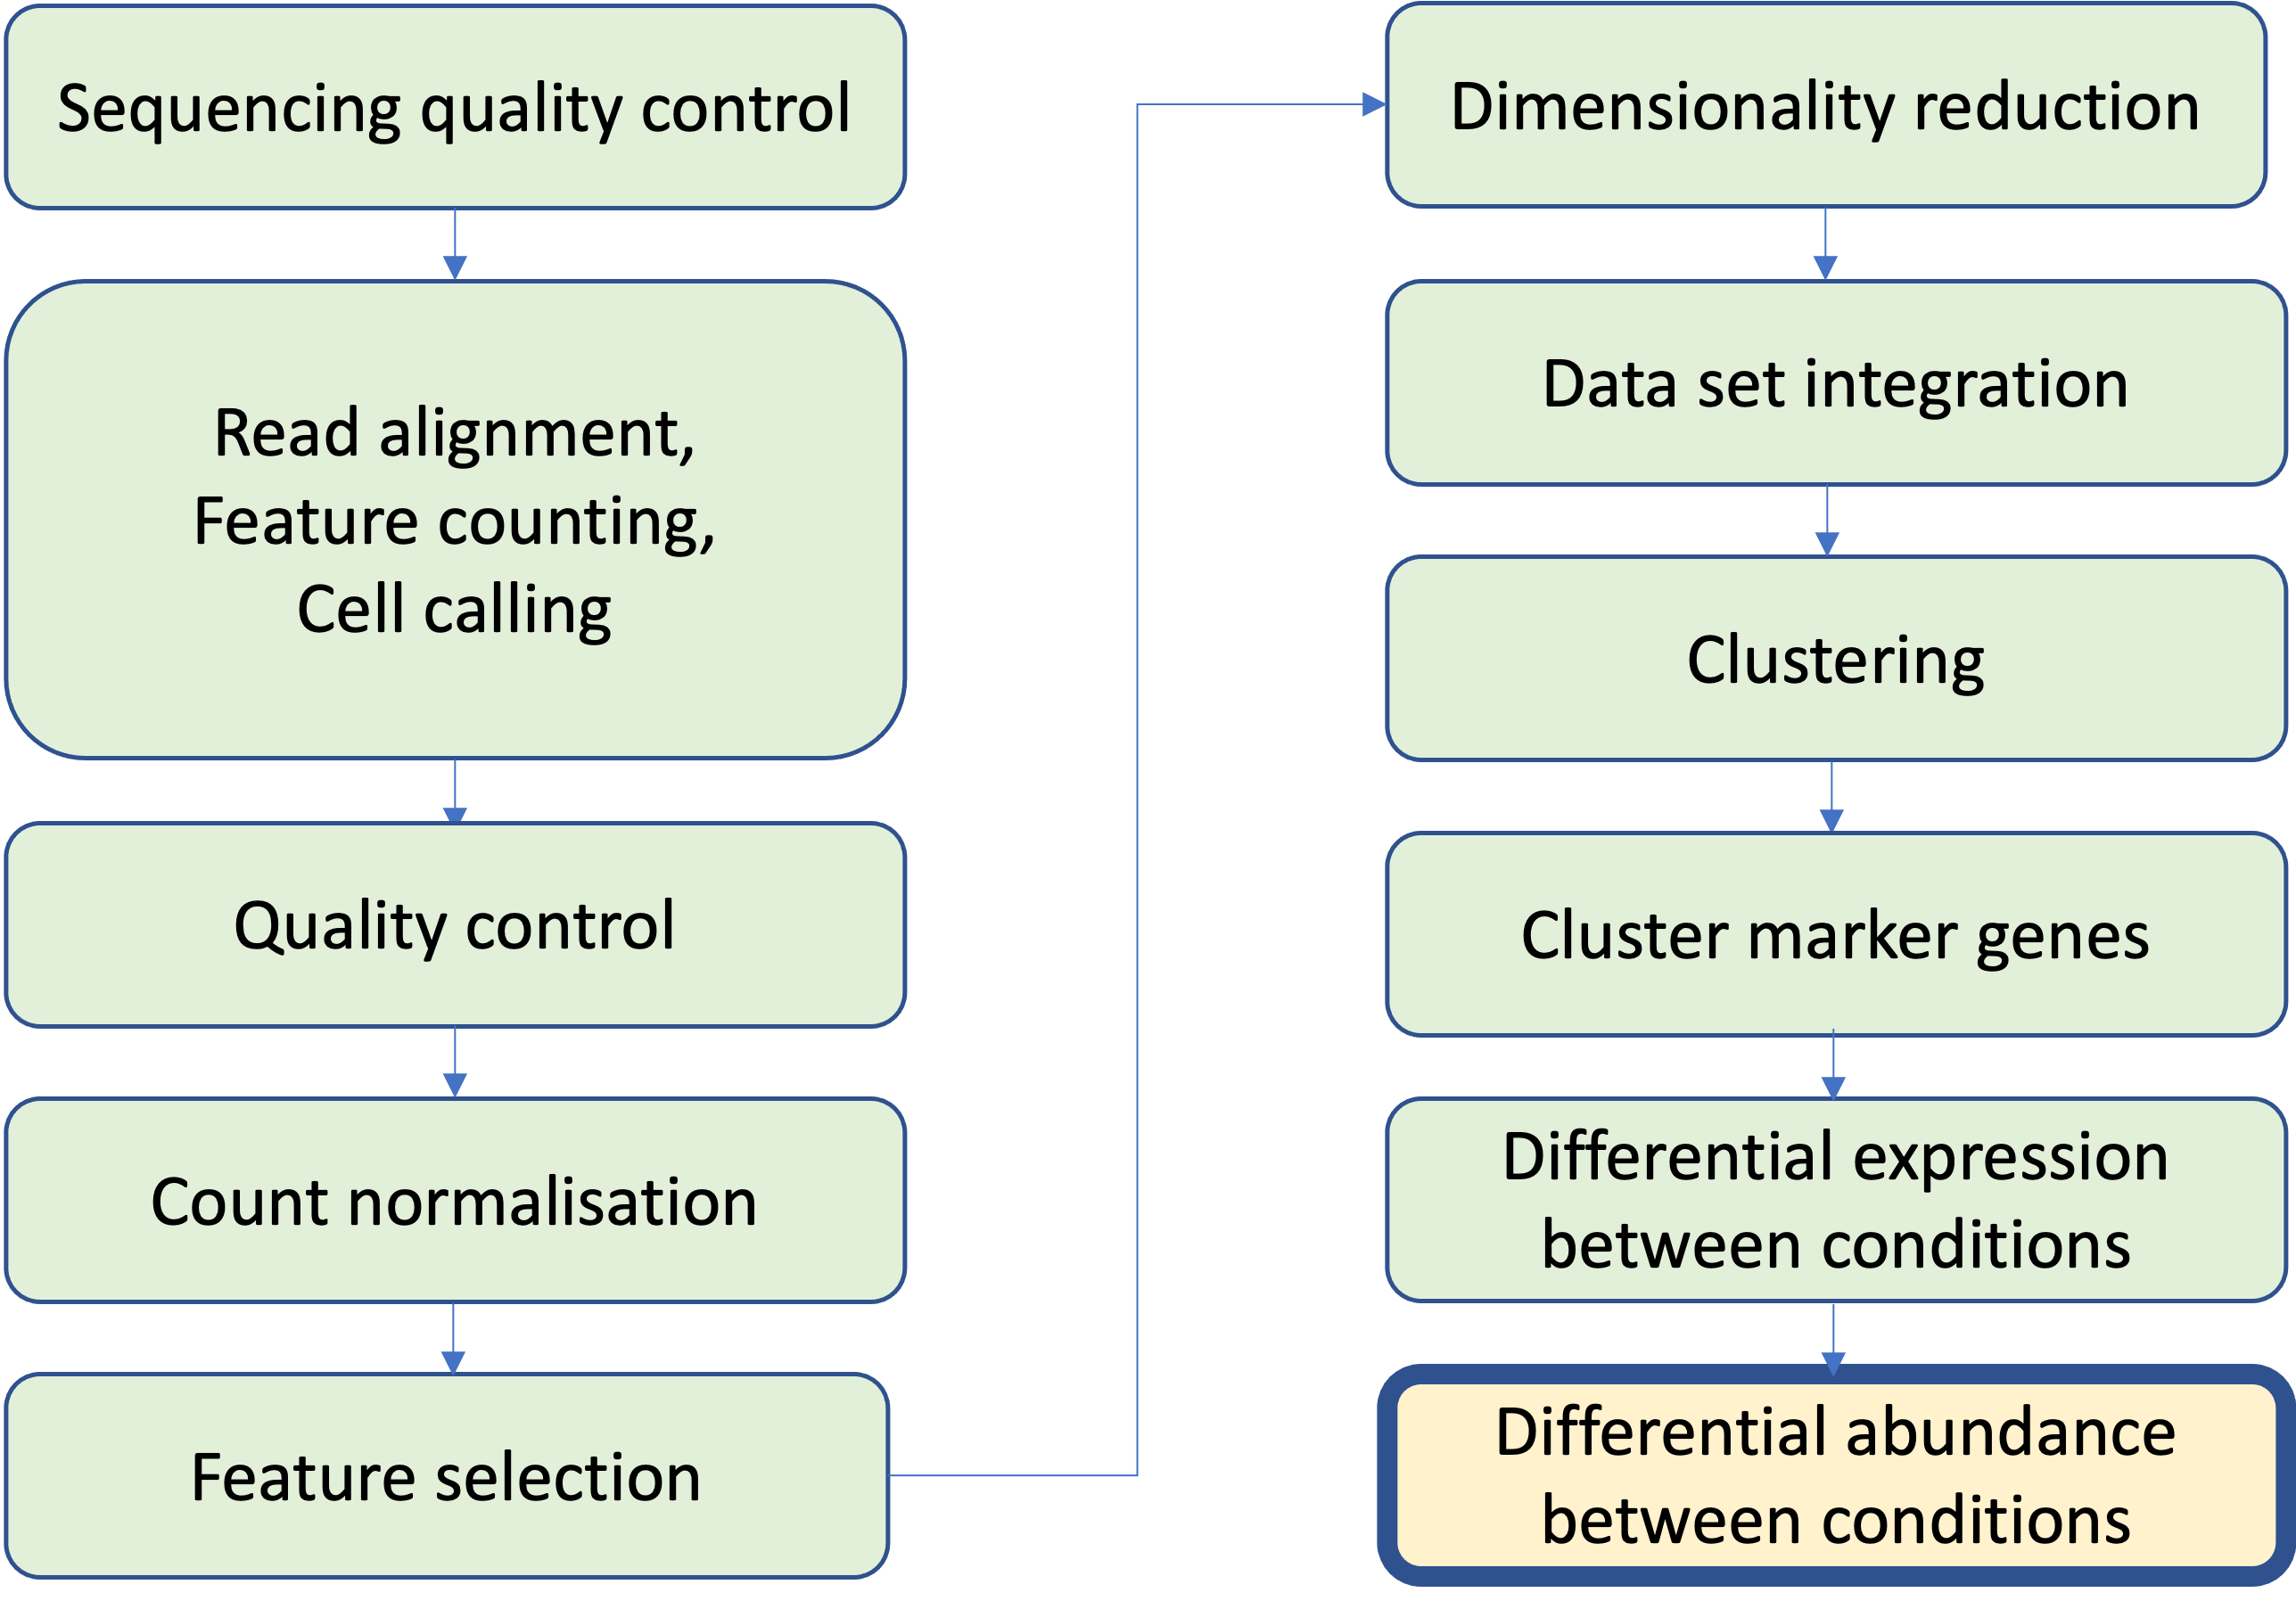 Sequencing quality control
Read alignment,
Feature counting,
Cell calling
Quality control
Count normalisation
Feature selection
Dimensionality reduction
Data set integration
Clustering
Cluster marker genes
Differential expression
between conditions
Differential abundance
between conditions